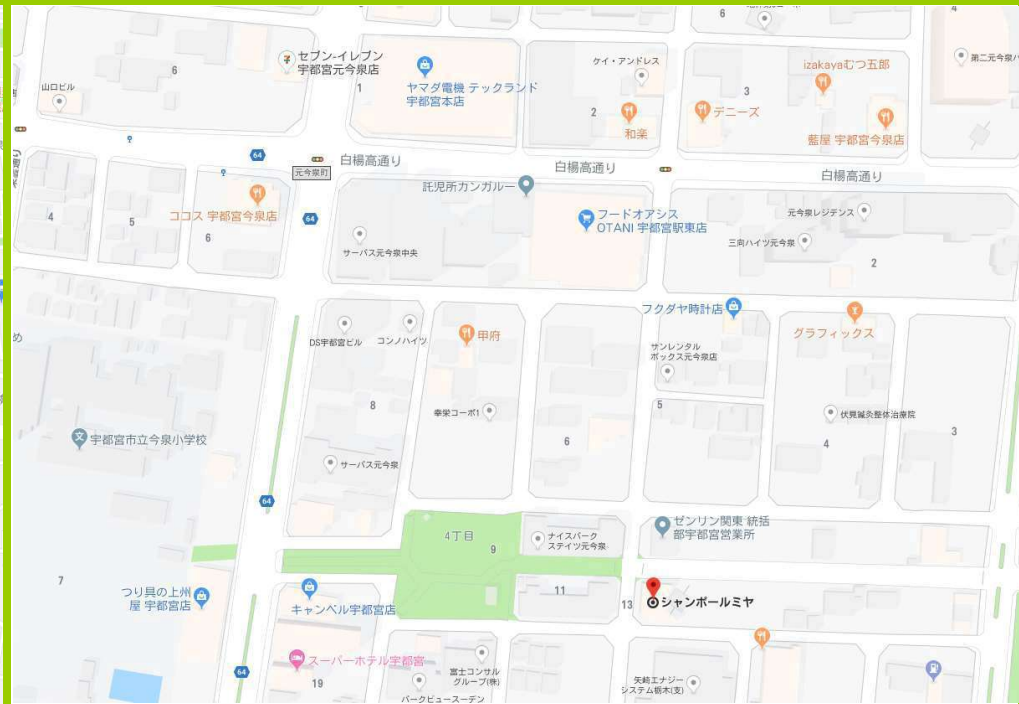 6
4
セブン-イレブン
宇都宮元今泉店
ヤマダ電機 テックランド
宇都宮本店
ケイ・アンドレス
izakayaむつ五郎
第二元今泉パ
6
山口ビル
1
2
3
和楽
デニーズ
藍屋 宇都宮今泉店
64
元今泉町
白楊高通り
白楊高通り
白楊高通り
託児所カンガルー
4
5
ココス 宇都宮今泉店
6
64
フードオアシス
OTANI 宇都宮駅東店
元今泉レジデンス
三向ハイツ元今泉
サーパス元今泉中央
2
フクダヤ時計店
グラフィックス
め
DS宇都宮ビル
コンノハイツ
甲府
サンレンタル
ボックス元今泉店
8
幸栄コーポ1
5
伏見鍼灸整体治療院
宇都宮市立今泉小学校
6
4
3
サーパス元今泉
64
ゼンリン関東 統括
部宇都宮営業所
4丁目
9
ナイスパーク
ステイツ元今泉
7
つり具の上州
屋 宇都宮店
キャンベル宇都宮店
11
13
シャンボールミヤ
スーパーホテル宇都宮
64
19
富士コンサル
グループ(株)
パークビュースーデン
矢崎エナジー
システム栃木(支)